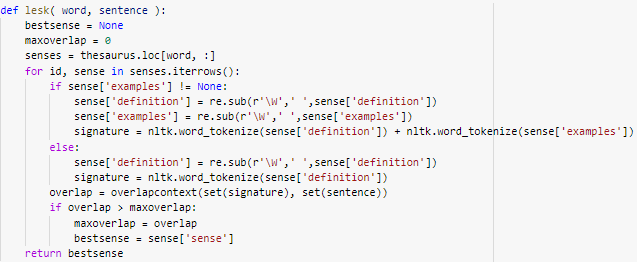 def lesk( word, sentence ):
    bestsense = None
    maxoverlap = 0
    senses = thesaurus.loc[word, :]
    for id, sense in senses.iterrows():
        if sense['examples'] != None:
            sense['definition'] = re.sub(r'\W',' ',sense['definition'])
            sense['examples'] = re.sub(r'\W',' ',sense['examples'])
            signature = nltk.word_tokenize(sense['definition']) + nltk.word_tokenize(sense['examples'])
        else:
            sense['definition'] = re.sub(r'\W',' ',sense['definition'])
            signature = nltk.word_tokenize(sense['definition'])
        overlap = overlapcontext(set(signature), set(sentence))
        if overlap > maxoverlap:
            maxoverlap = overlap
            bestsense = sense['sense']
    return bestsense